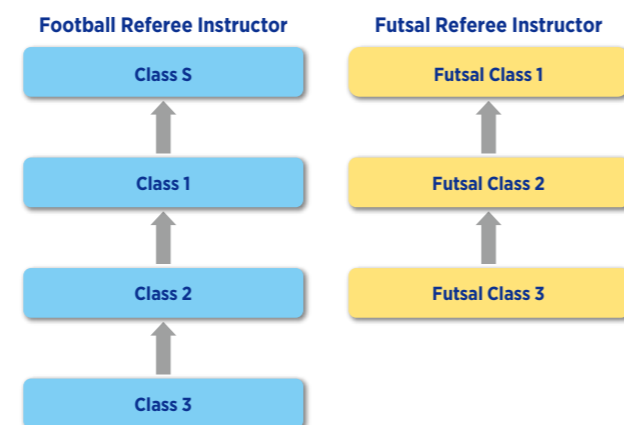 Football Referee Instructor
Class S
Class 1
Class 2
Class 3
Futsal Referee Instructor
Futsal Class 1
Futsal Class 2
Futsal Class 3